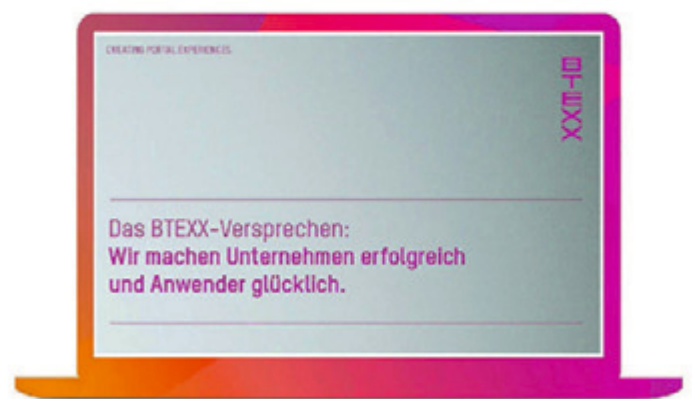 CREATING PORTAL EXPERIENCES
BTEXX
Das BTEXX-Versprechen:
Wir machen Unternehmen erfolgreich
und Anwender glücklich.